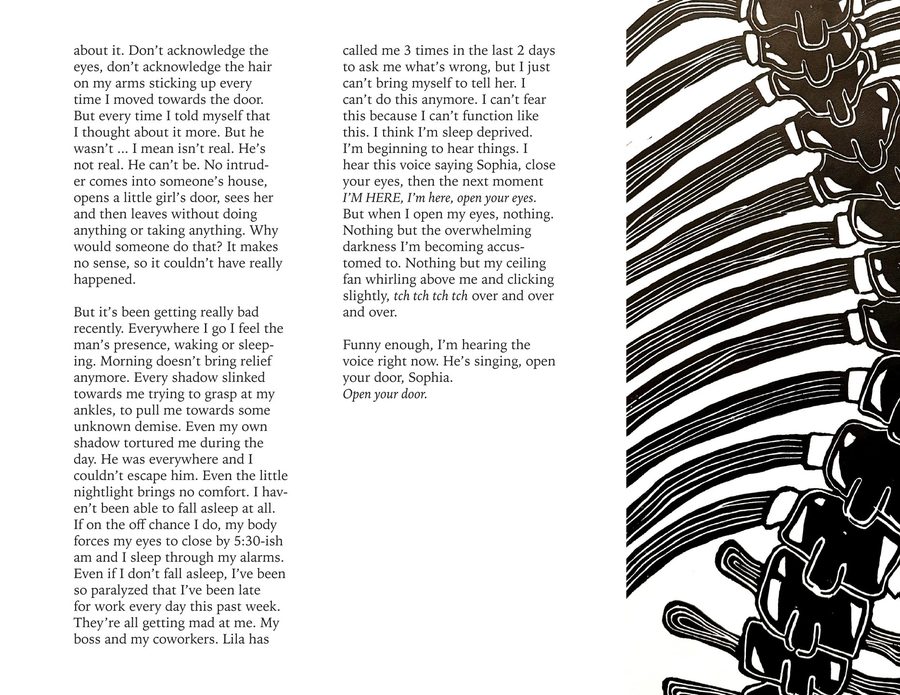 about it. Don’t acknowledge the
eyes, don’t acknowledge the hair
on my arms sticking up every
time I moved towards the door.
But every time I told myself that
I thought about it more. But he
wasn’t ... I mean isn’t real. He’s
not real. He can’t be. No intrud-
er comes into someone’s house,
opens a little girl’s door, sees her
and then leaves without doing
anything or taking anything. Why
would someone do that? It makes
no sense, so it couldn’t have really
happened.
But it’s been getting really bad
recently. Everywhere I go I feel the
man’s presence, waking or sleep-
ing. Morning doesn’t bring relief
anymore. Every shadow slinked
towards me trying to grasp at my
ankles, to pull me towards some
unknown demise. Even my own
shadow tortured me during the
day. He was everywhere and I
couldn’t escape him. Even the little
nightlight brings no comfort. I hav-
en’t been able to fall asleep at all.
If on the off chance I do, my body
forces my eyes to close by 5:30-ish
am and I sleep through my alarms.
Even if I don’t fall asleep, I’ve been
so paralyzed that I’ve been late
for work every day this past week.
They’re all getting mad at me. My
boss and my coworkers. Lila has
called me 3 times in the last 2 days
to ask me what’s wrong, but I just
can’t bring myself to tell her. I
can’t do this anymore. I can’t fear
this because I can’t function like
this. I think I’m sleep deprived.
I’m beginning to hear things. I
hear this voice saying Sophia, close
your eyes, then the next moment
I’M HERE, I’m here, open your eyes.
But when I open my eyes, nothing.
Nothing but the overwhelming
darkness I’m becoming accus-
tomed to. Nothing but my ceiling
fan whirling above me and clicking
slightly, tch tch tch tch over and over
and over.
Funny enough, I’m hearing the
voice right now. He’s singing, open
your door, Sophia.
Open your door.